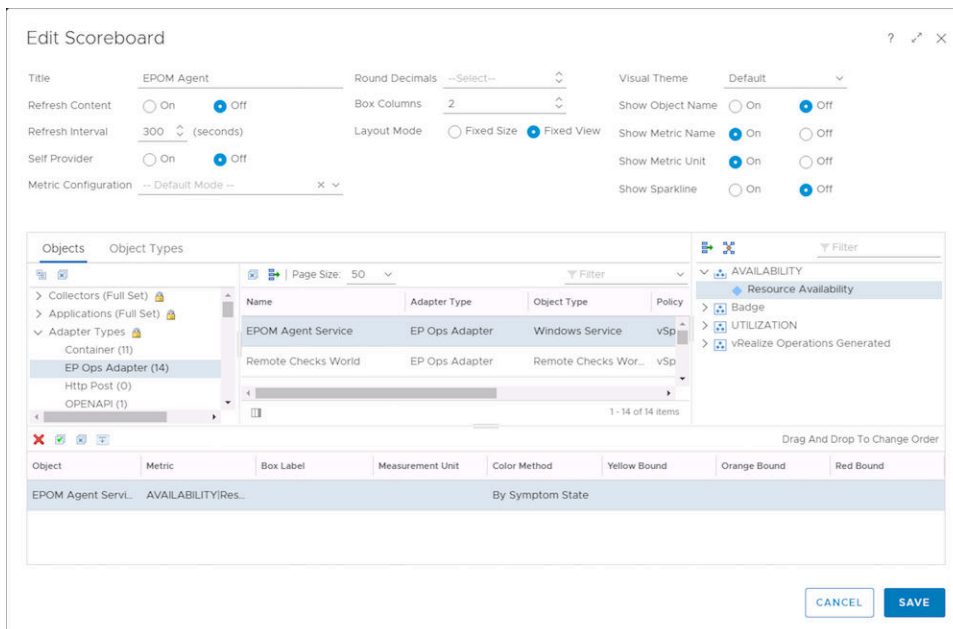 Edit Scoreboard
?
Title EPOM Agent Round Decimals --Select-- Visual Theme Default
Refresh Content On Off Box Columns 2 Show Object Name On Off
Refresh Interval 300 (seconds) Layout Mode Fixed Size Fixed View Show Metric Name On Off
Self Provider On Off Show Metric Unit On Off
Metric Configuration -- Default Mode -- Show Sparkline On Off
Objects Object Types
Page Size: 50 Filter
Collectors (Full Set)
Applications (Full Set)
Adapter Types
Container (11)
EP Ops Adapter (14)
Http Post (0)
OPENAPI (1)
Name Adapter Type Object Type Policy
EPOM Agent Service EP Ops Adapter Windows Service vSp
Remote Checks World EP Ops Adapter Remote Checks Wor... vSp
1 - 14 of 14 items
Filter
AVAILABILITY
Resource Availability
Badge
UTILIZATION
vRealize Operations Generated
Drag And Drop To Change Order
Object Metric Box Label Measurement Unit Color Method Yellow Bound Orange Bound Red Bound
EPOM Agent Servi... AVAILABILITY|Res... By Symptom State
CANCEL SAVE